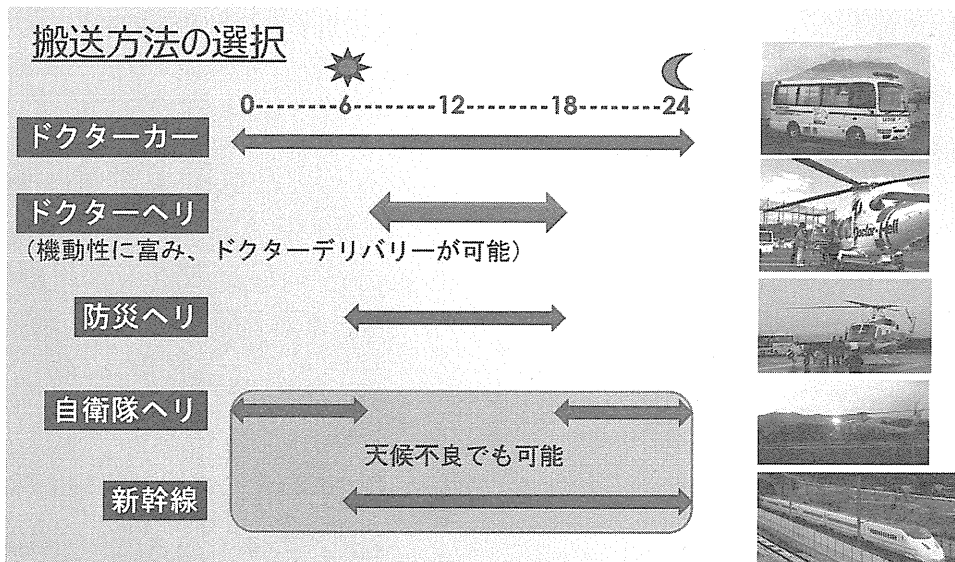 搬送方法の選択
0--------6--------12--------18--------24
ドクターカー
ドクターヘリ
(機動性に富み、ドクターデリバリーが可能)
防災ヘリ
自衛隊ヘリ
天候不良でも可能
新幹線
Doctor-Heli